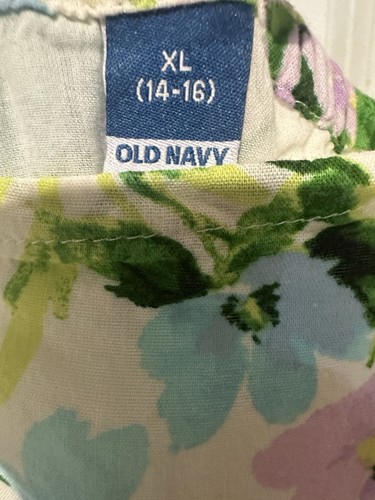 XL
(14-16)
OLD NAVY